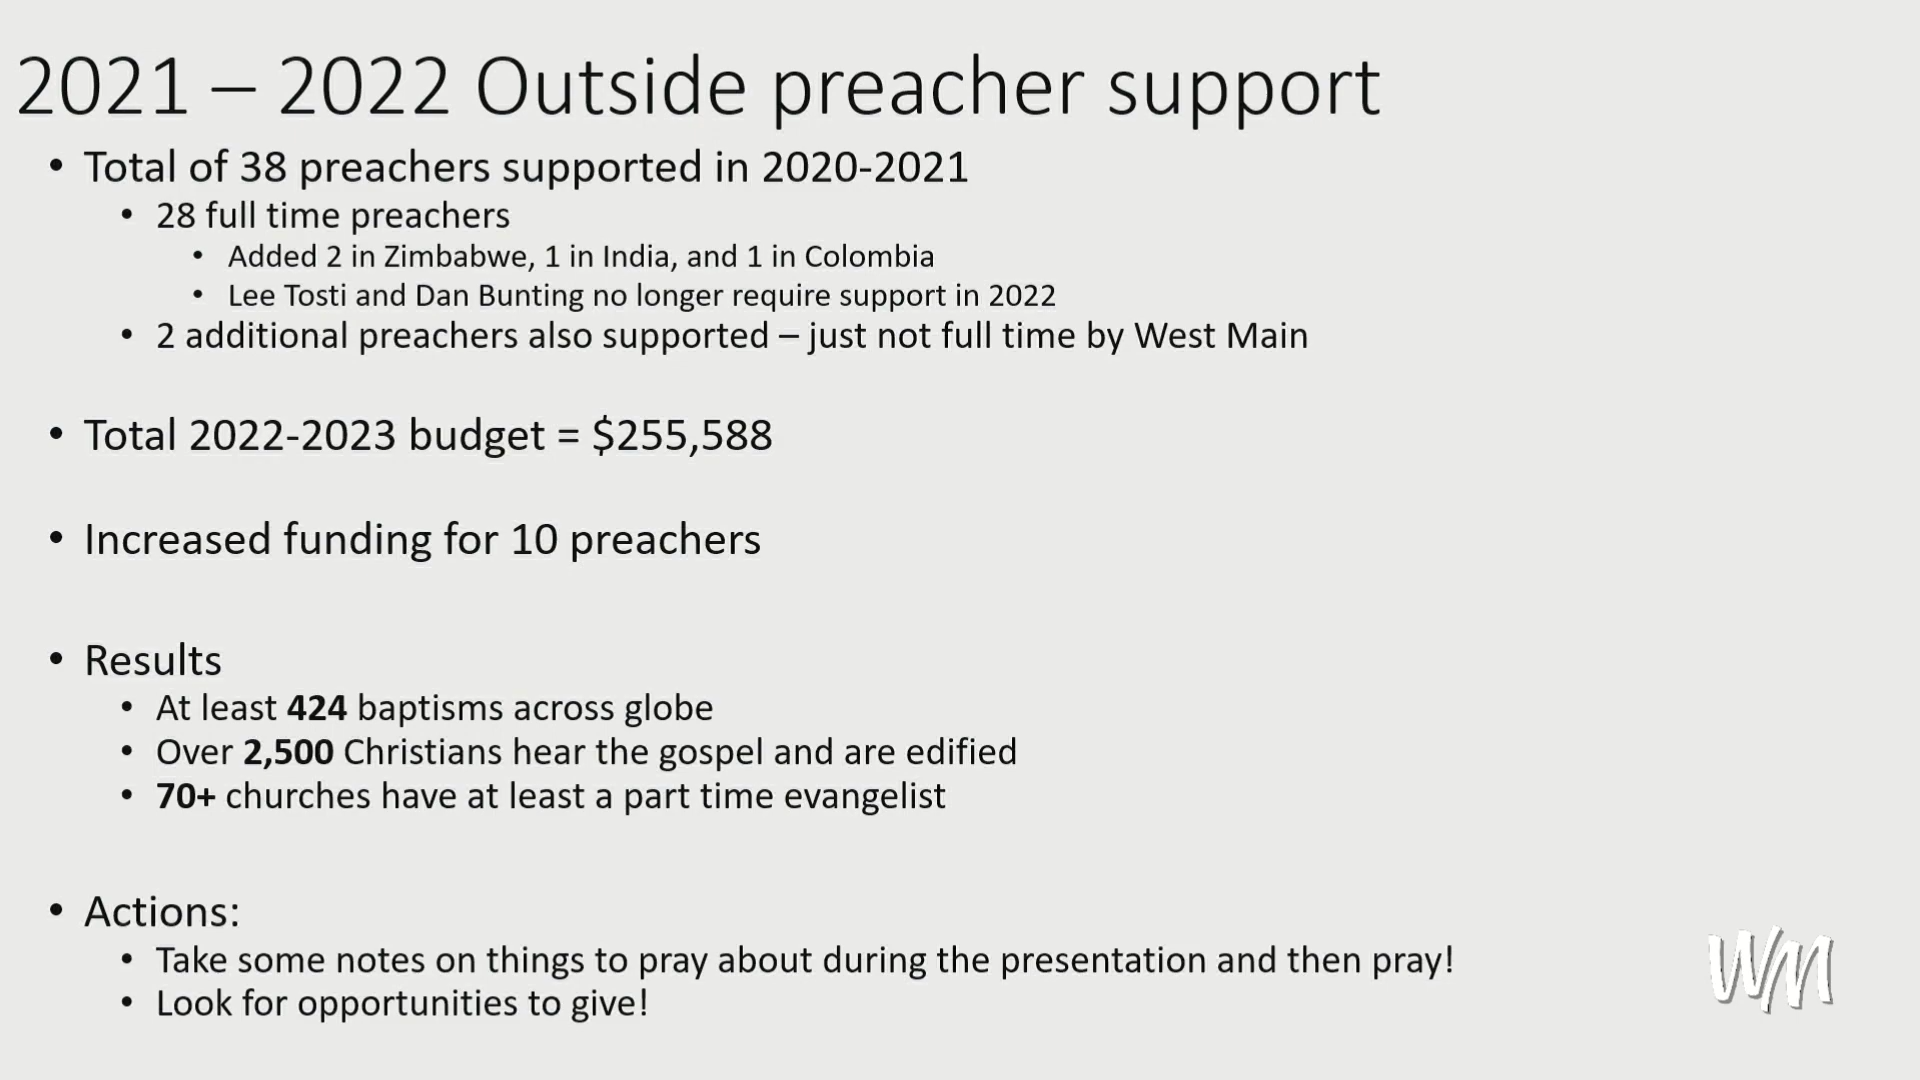 2021 – 2022 Outside preacher support
• Total of 38 preachers supported in 2020-2021
• 28 full time preachers
• Added 2 in Zimbabwe, 1 in India, and 1 in Colombia
• Lee Tosti and Dan Bunting no longer require support in 2022
• 2 additional preachers also supported – just not full time by West Main
• Total 2022-2023 budget = $255,588
• Increased funding for 10 preachers
• Results
• At least 424 baptisms across globe
• Over 2,500 Christians hear the gospel and are edified
• 70+ churches have at least a part time evangelist
• Actions:
• Take some notes on things to pray about during the presentation and then pray!
• Look for opportunities to give!
WM